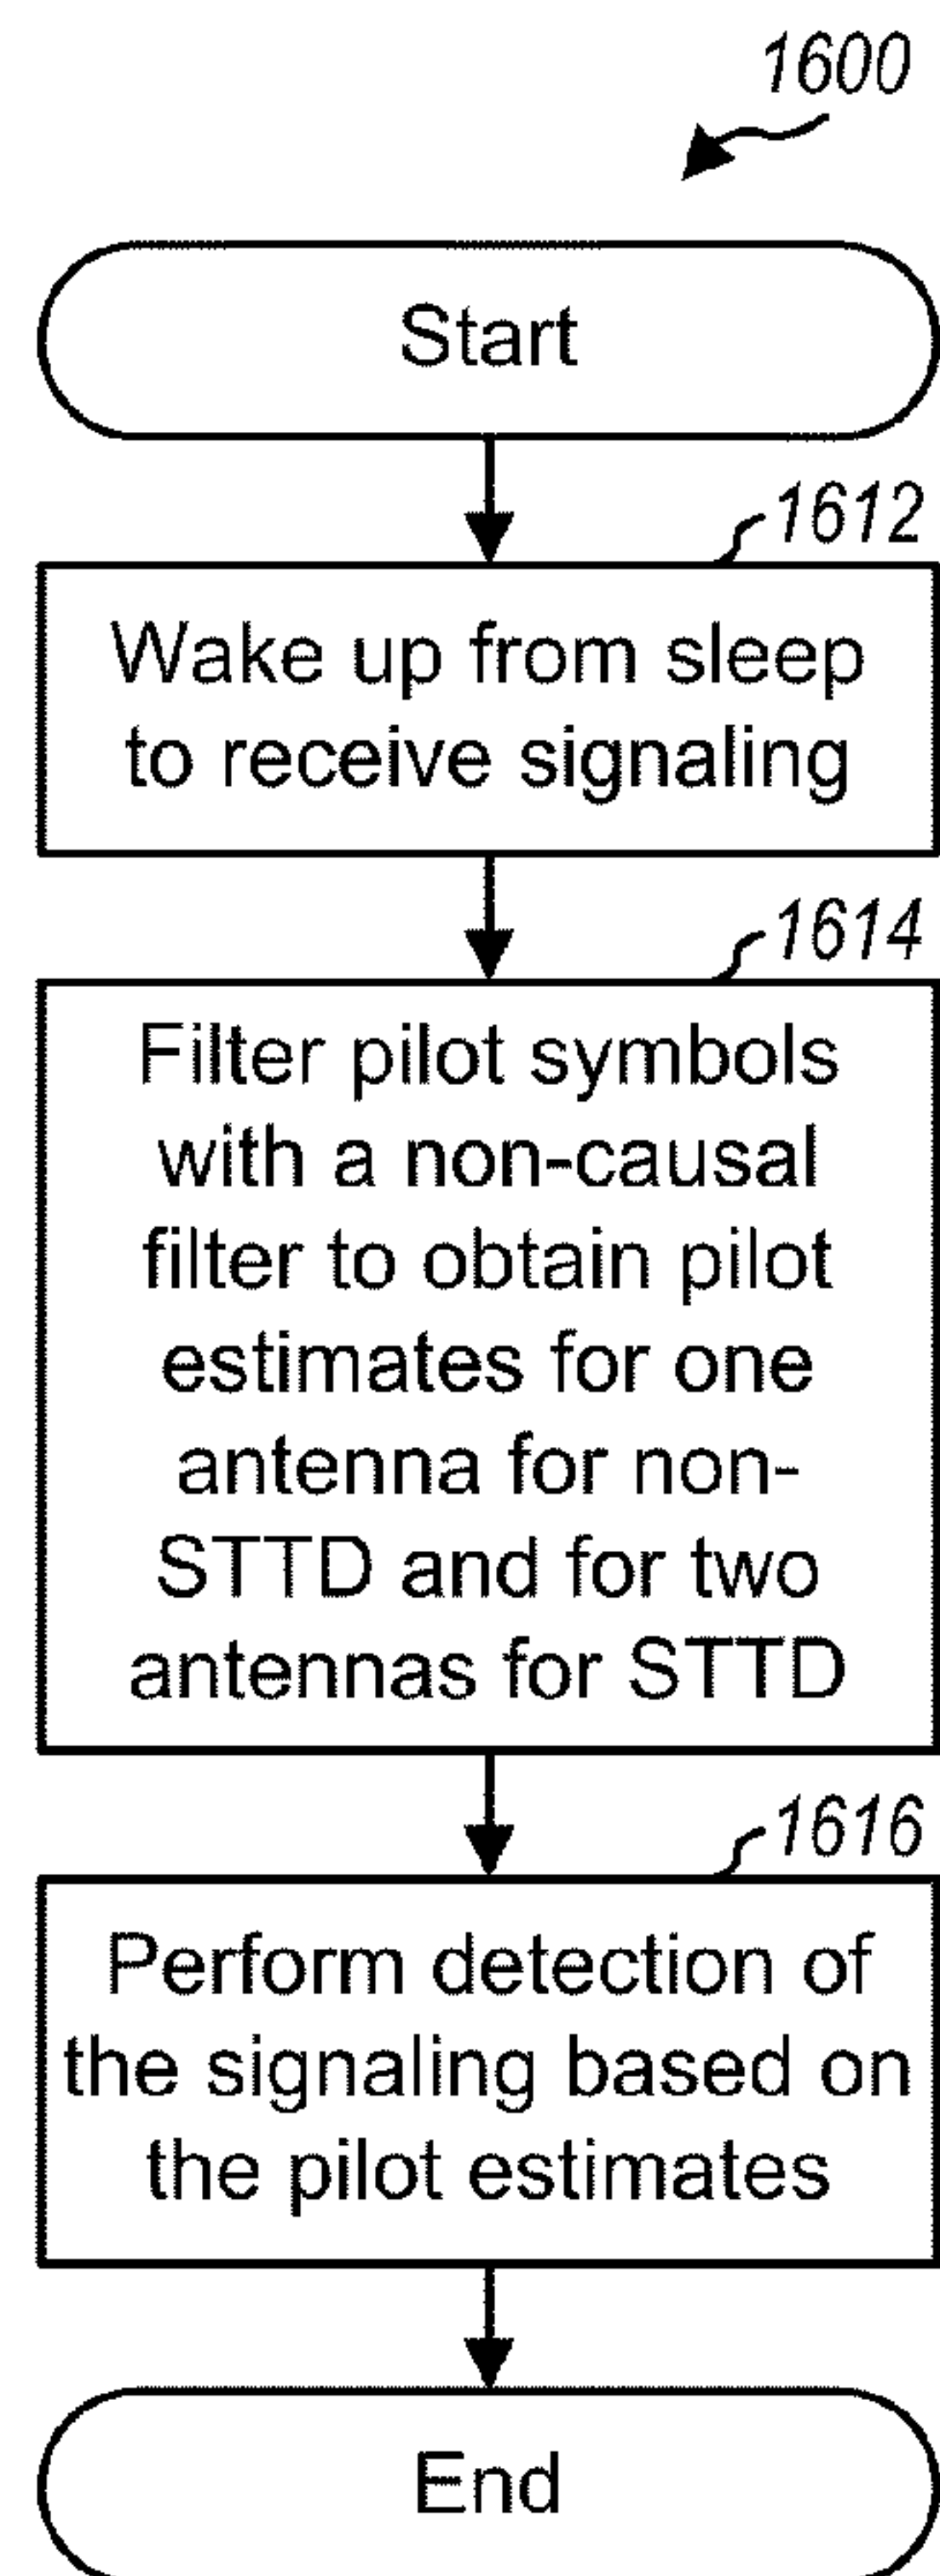 1600
Start
1612
Wake up from sleep
to receive signaling
1614
Filter pilot symbols
with a non-causal
filter to obtain pilot
estimates for one
antenna for non-
STTD and for two
antennas for STTD
1616
Perform detection of
the signaling based on
the pilot estimates
End